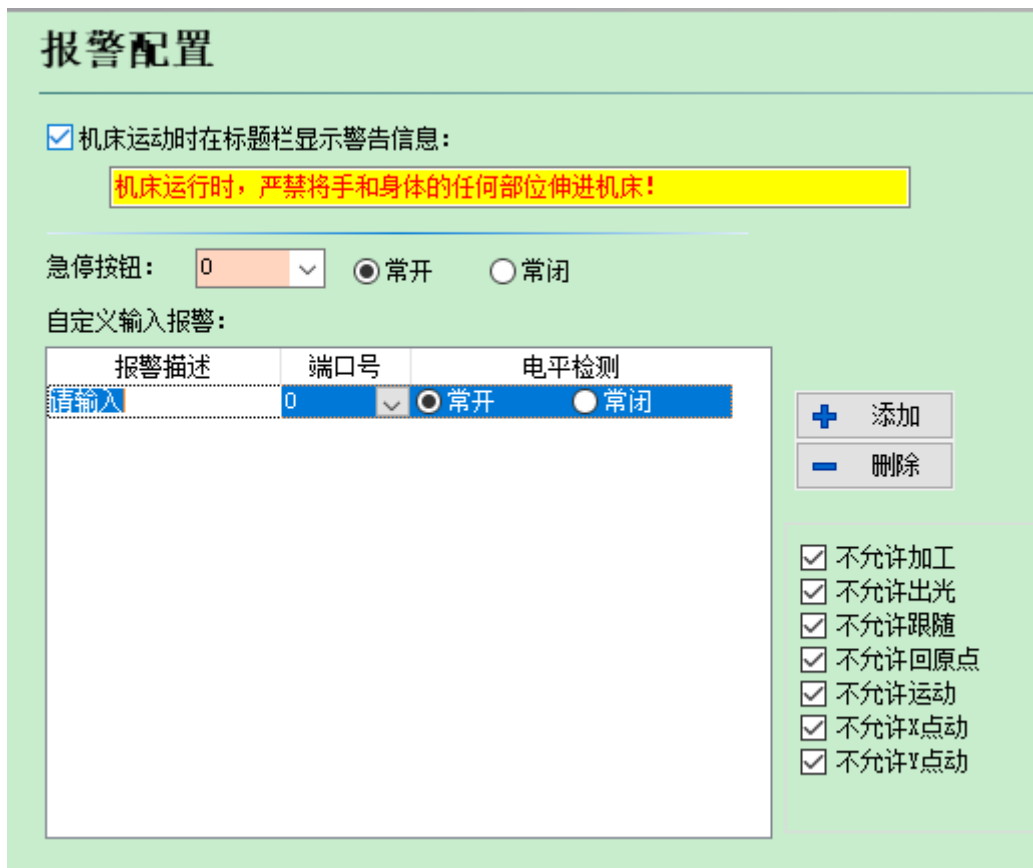 报警配置
机床运动时在标题栏显示警告信息：
机床运行时，严禁将手和身体的任何部位伸进机床！
急停按钮： 0 常开 常闭
自定义输入报警：
报警描述 端口号 电平检测
请输入 0 常开 常闭
添加
删除
不允许加工
不允许出光
不允许跟随
不允许回原点
不允许运动
不允许X点动
不允许Y点动